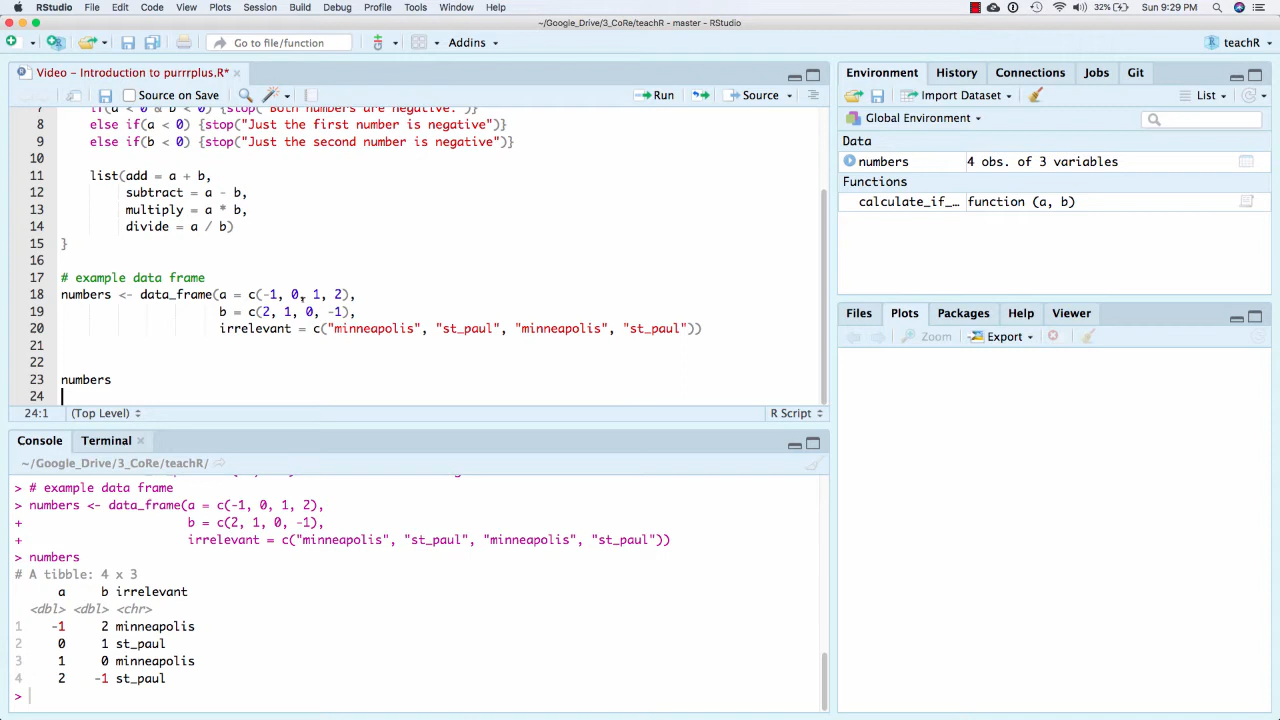 RStudio File Edit Code View Plots Session Build Debug Profile Tools Window Help 32% Sun 9:29 PM
~/Google_Drive/3_CoRe/teachR - master - RStudio
Go to file/function Addins teachR
Video – Introduction to purrrplus.R*
Source on Save Run Source
7 if(a < 0 & b < 0) {stop("Both numbers are negative.")}
8 else if(a < 0) {stop("Just the first number is negative")}
9 else if(b < 0) {stop("Just the second number is negative")}
10
11 list(add = a + b,
12 subtract = a - b,
13 multiply = a * b,
14 divide = a / b)
15 }
16
17 # example data frame
18 numbers <- data_frame(a = c(-1, 0, 1, 2),
19 b = c(2, 1, 0, -1),
20 irrelevant = c("minneapolis", "st_paul", "minneapolis", "st_paul"))
21
22
23 numbers
24
24:1 (Top Level) R Script
Console Terminal
~/Google_Drive/3_CoRe/teachR/
> # example data frame
> numbers <- data_frame(a = c(-1, 0, 1, 2),
+ b = c(2, 1, 0, -1),
+ irrelevant = c("minneapolis", "st_paul", "minneapolis", "st_paul"))
> numbers
# A tibble: 4 x 3
a b irrelevant
<dbl> <dbl> <chr>
1 -1 2 minneapolis
2 0 1 st_paul
3 1 0 minneapolis
4 2 -1 st_paul
>
Environment History Connections Jobs Git
Import Dataset List
Global Environment
Data
numbers 4 obs. of 3 variables
Functions
calculate_if_… function (a, b)
Files Plots Packages Help Viewer
Zoom Export